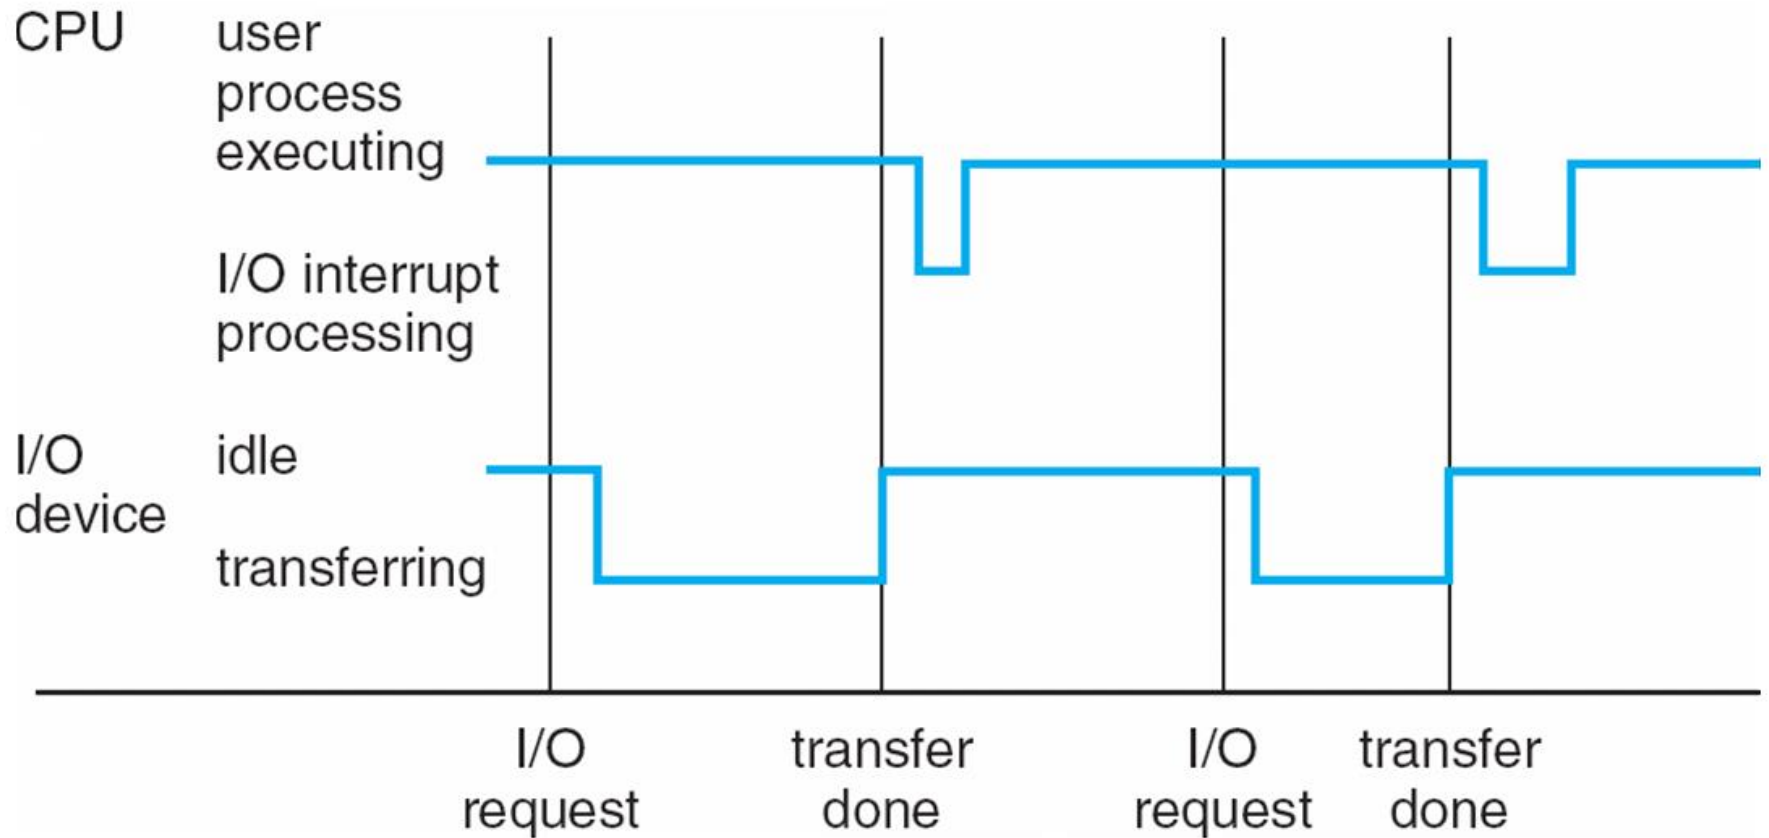 CPU
user
process
executing
I/O interrupt
processing
I/O
device
idle
transferring
I/O
request
transfer
done
I/O
request
transfer
done